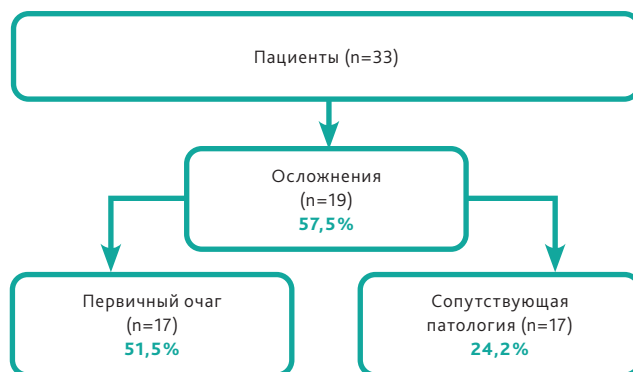 Пациенты (n=33)
Осложнения
(n=19)
57,5%
Первичный очаг
(n=17)
51,5%
Сопутствующая
патология (n=17)
24,2%